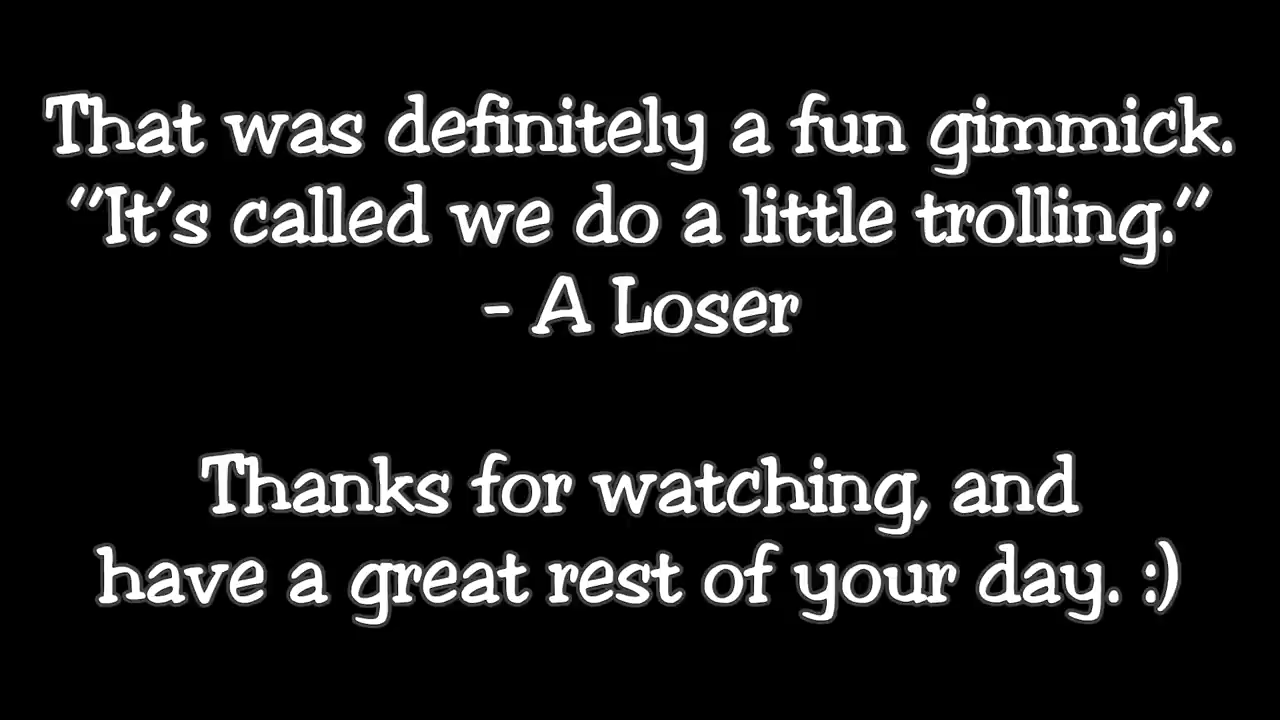 That was definitely a fun gimmick.
"It's called we do a little trolling."
- A Loser
Thanks for watching, and
have a great rest of your day. :)